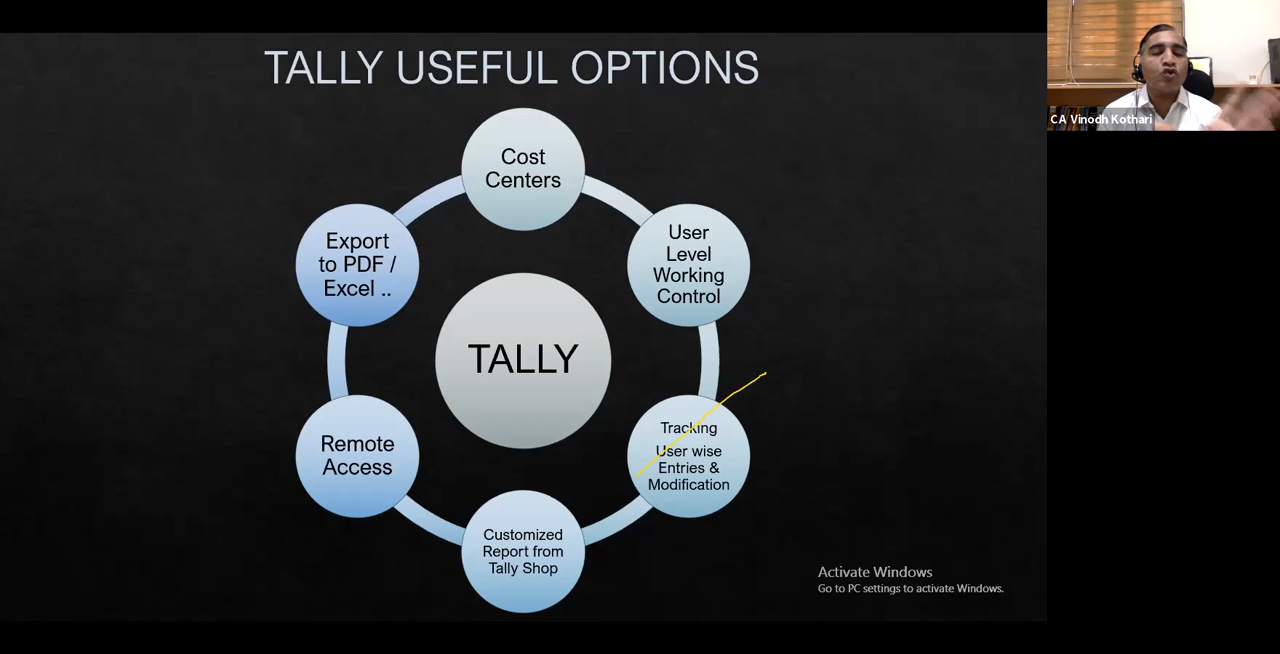 TALLY USEFUL OPTIONS
CA Vinodh Kothari
Cost
Centers
User
Level
Working
Control
Export
to PDF /
Excel ..
TALLY
Tracking
User wise
Entries &
Modification
Remote
Access
Customized
Report from
Tally Shop
Activate Windows
Go to PC settings to activate Windows.